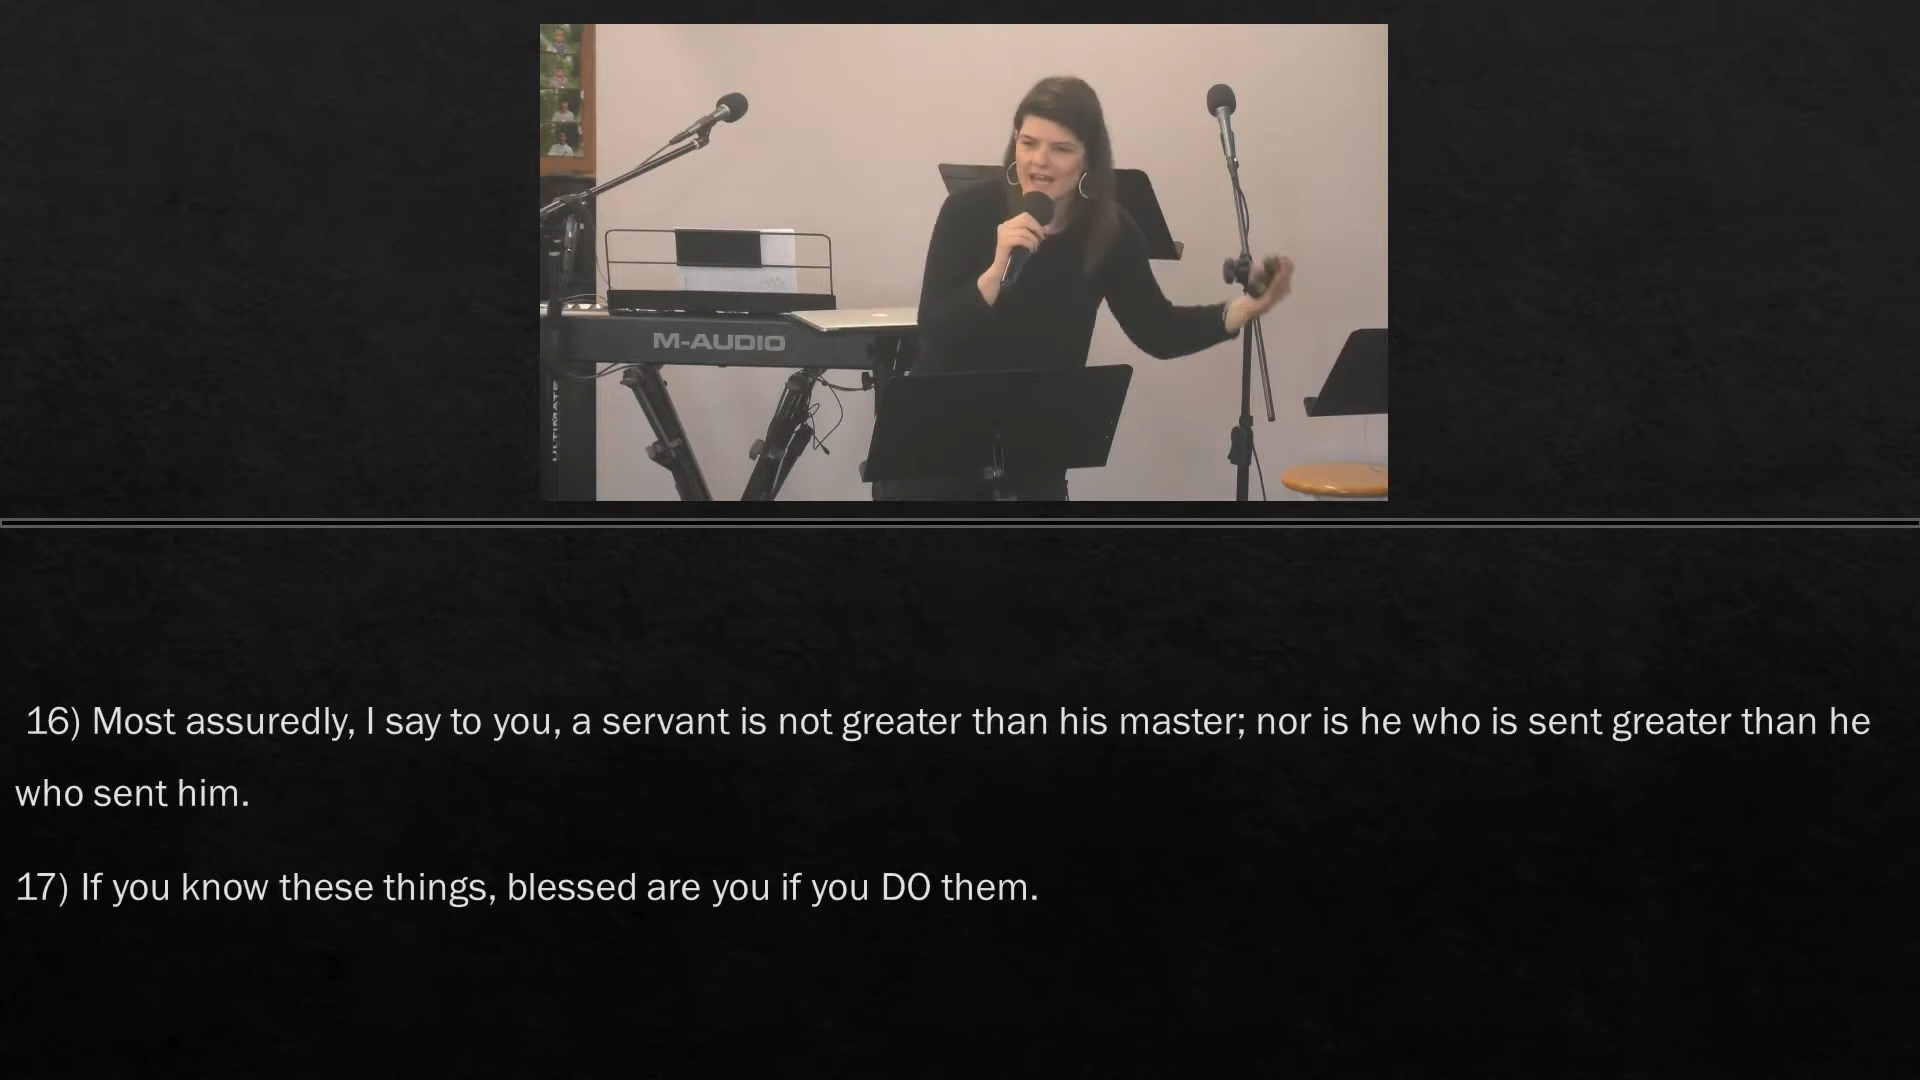 M-AUDIO
ULTIMATE
16) Most assuredly, I say to you, a servant is not greater than his master; nor is he who is sent greater than he
who sent him.
17) If you know these things, blessed are you if you DO them.